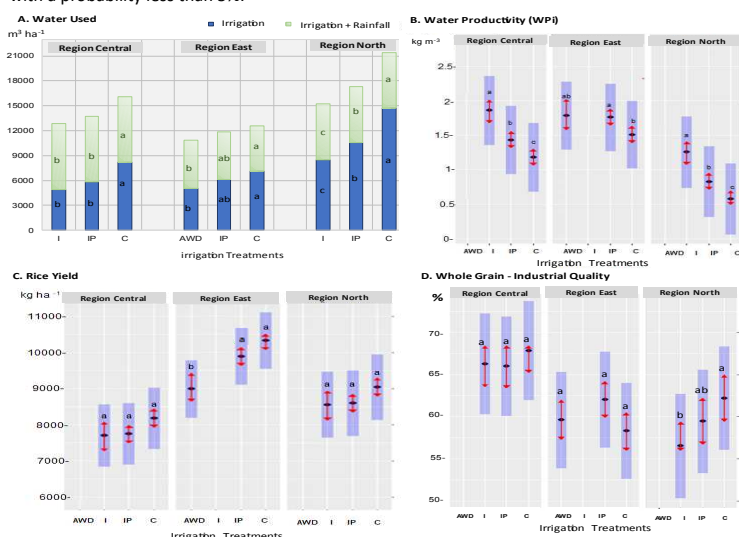 with a probability less than 5%.
A. Water Used
Irrigation
Irrigation + Rainfall
m³ ha⁻¹
Region Central
Region East
Region North
21000
18000
15000
12000
9000
6000
3000
0
b b a
b b a
b ab a
b ab a
c b a
c b a
I IP C
AWD IP C
I IP C
irrigation Treatments
B. Water Productivity (WPi)
kg m⁻³
Region Central
Region East
Region North
2.5-
2-
1.5-
1-
0.5-
0-
a b c
ab a b
a b c
AWD I IP C
AWD I IP C
AWD I IP C
Irrigation Treatments
C. Rice Yield
kg ha⁻¹
Region Central
Region East
Region North
11000-
10000-
9000-
8000-
7000-
6000-
a a a
b a a
a a a
AWD I IP C
AWD I IP C
AWD I IP C
Irrigation Treatments
D. Whole Grain - Industrial Quality
%
Region Central
Region East
Region North
70-
65-
60-
55-
50-
a a a
a a a
b ab a
AWD I IP C
AWD I IP C
AWD I IP C
Irrigation Treatments